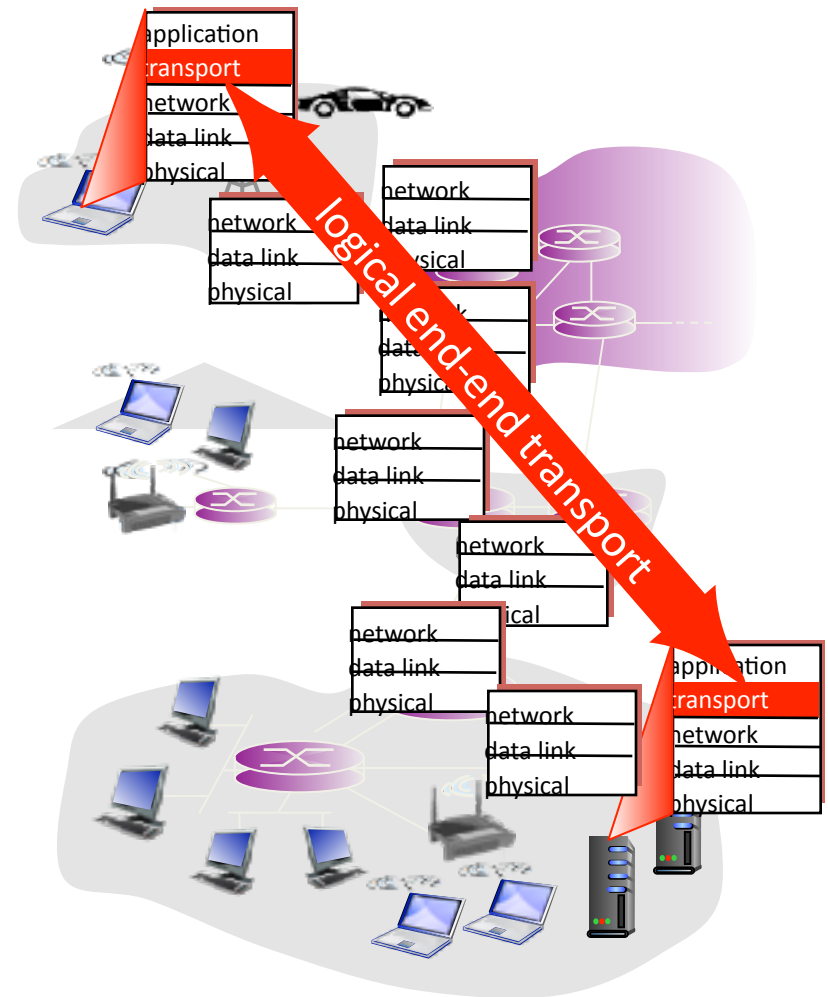 application
transport
network
data link
physical
network
data link
physical
network
data link
physical
logical end-end transport
data
physical
network
data link
physical
network
data link
network
data link
physical
network
data link
physical
application
transport
network
data link
physical